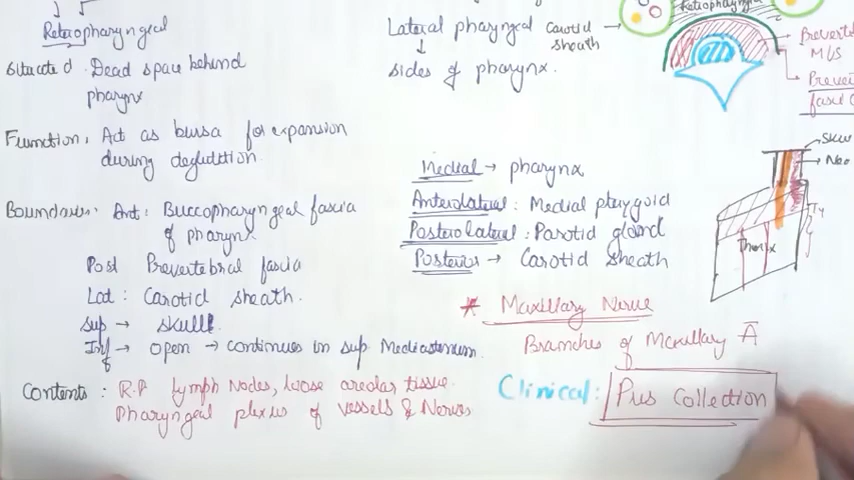 Retropharyngeal
Situated. Dead space behind
pharynx
Function, Act as bursa for expansion
during deglutition.
Boundaries: Ant: Buccopharyngeal fascia
of pharynx
Post Prevertebral fascia
Lat: Carotid sheath.
Sup → skull.
Inf → open → continues in sup Mediastinum.
Contents: R.P lymph Nodes, loose areolar tissue.
Pharyngeal plexus of vessels & Nerves
Lateral pharyngeal
sides of pharynx.
Medial → pharynx
Anterolateral: Medial pterygoid
Posterolateral: Parotid gland
Posterior → Carotid sheath
* Maxillary Nerve
Branches of Maxillary A
Clinical: Pus Collection
Carotid
sheath
Retropharyngeal
M/S
Thorax